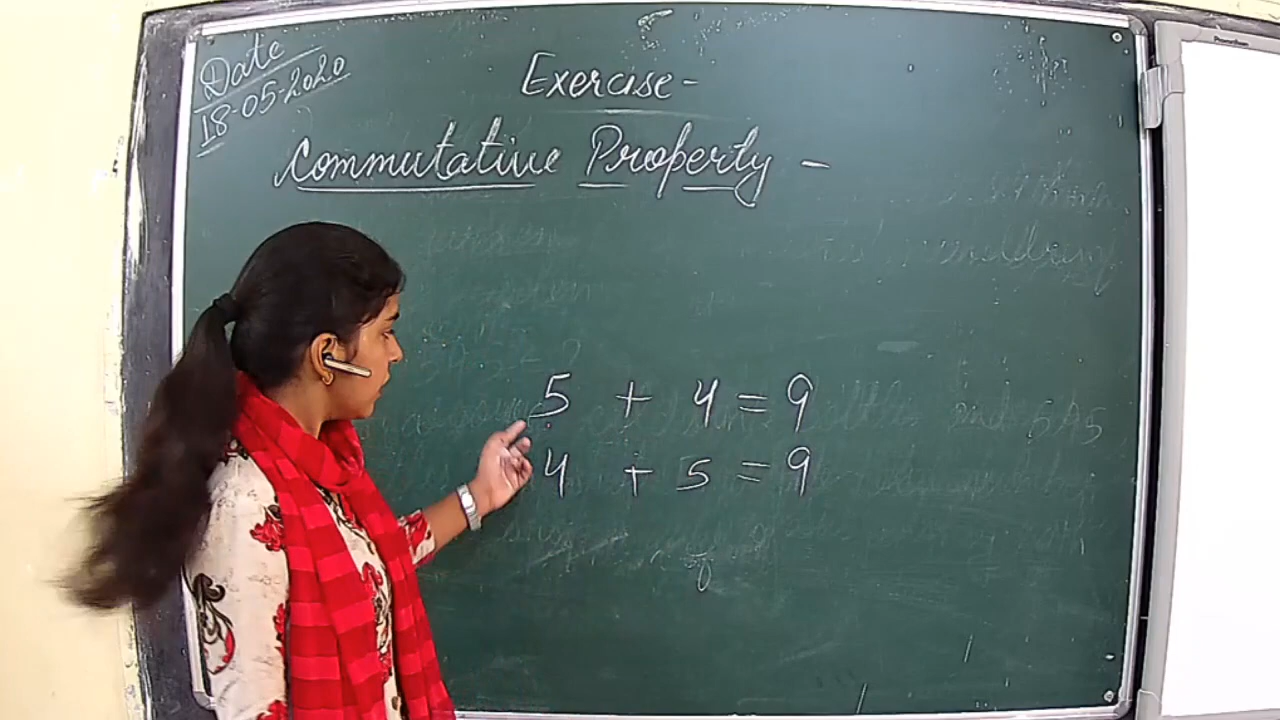 Date
18-05-2020
Exercise-
Commutative Property -
5 + 4 = 9
4 + 5 = 9